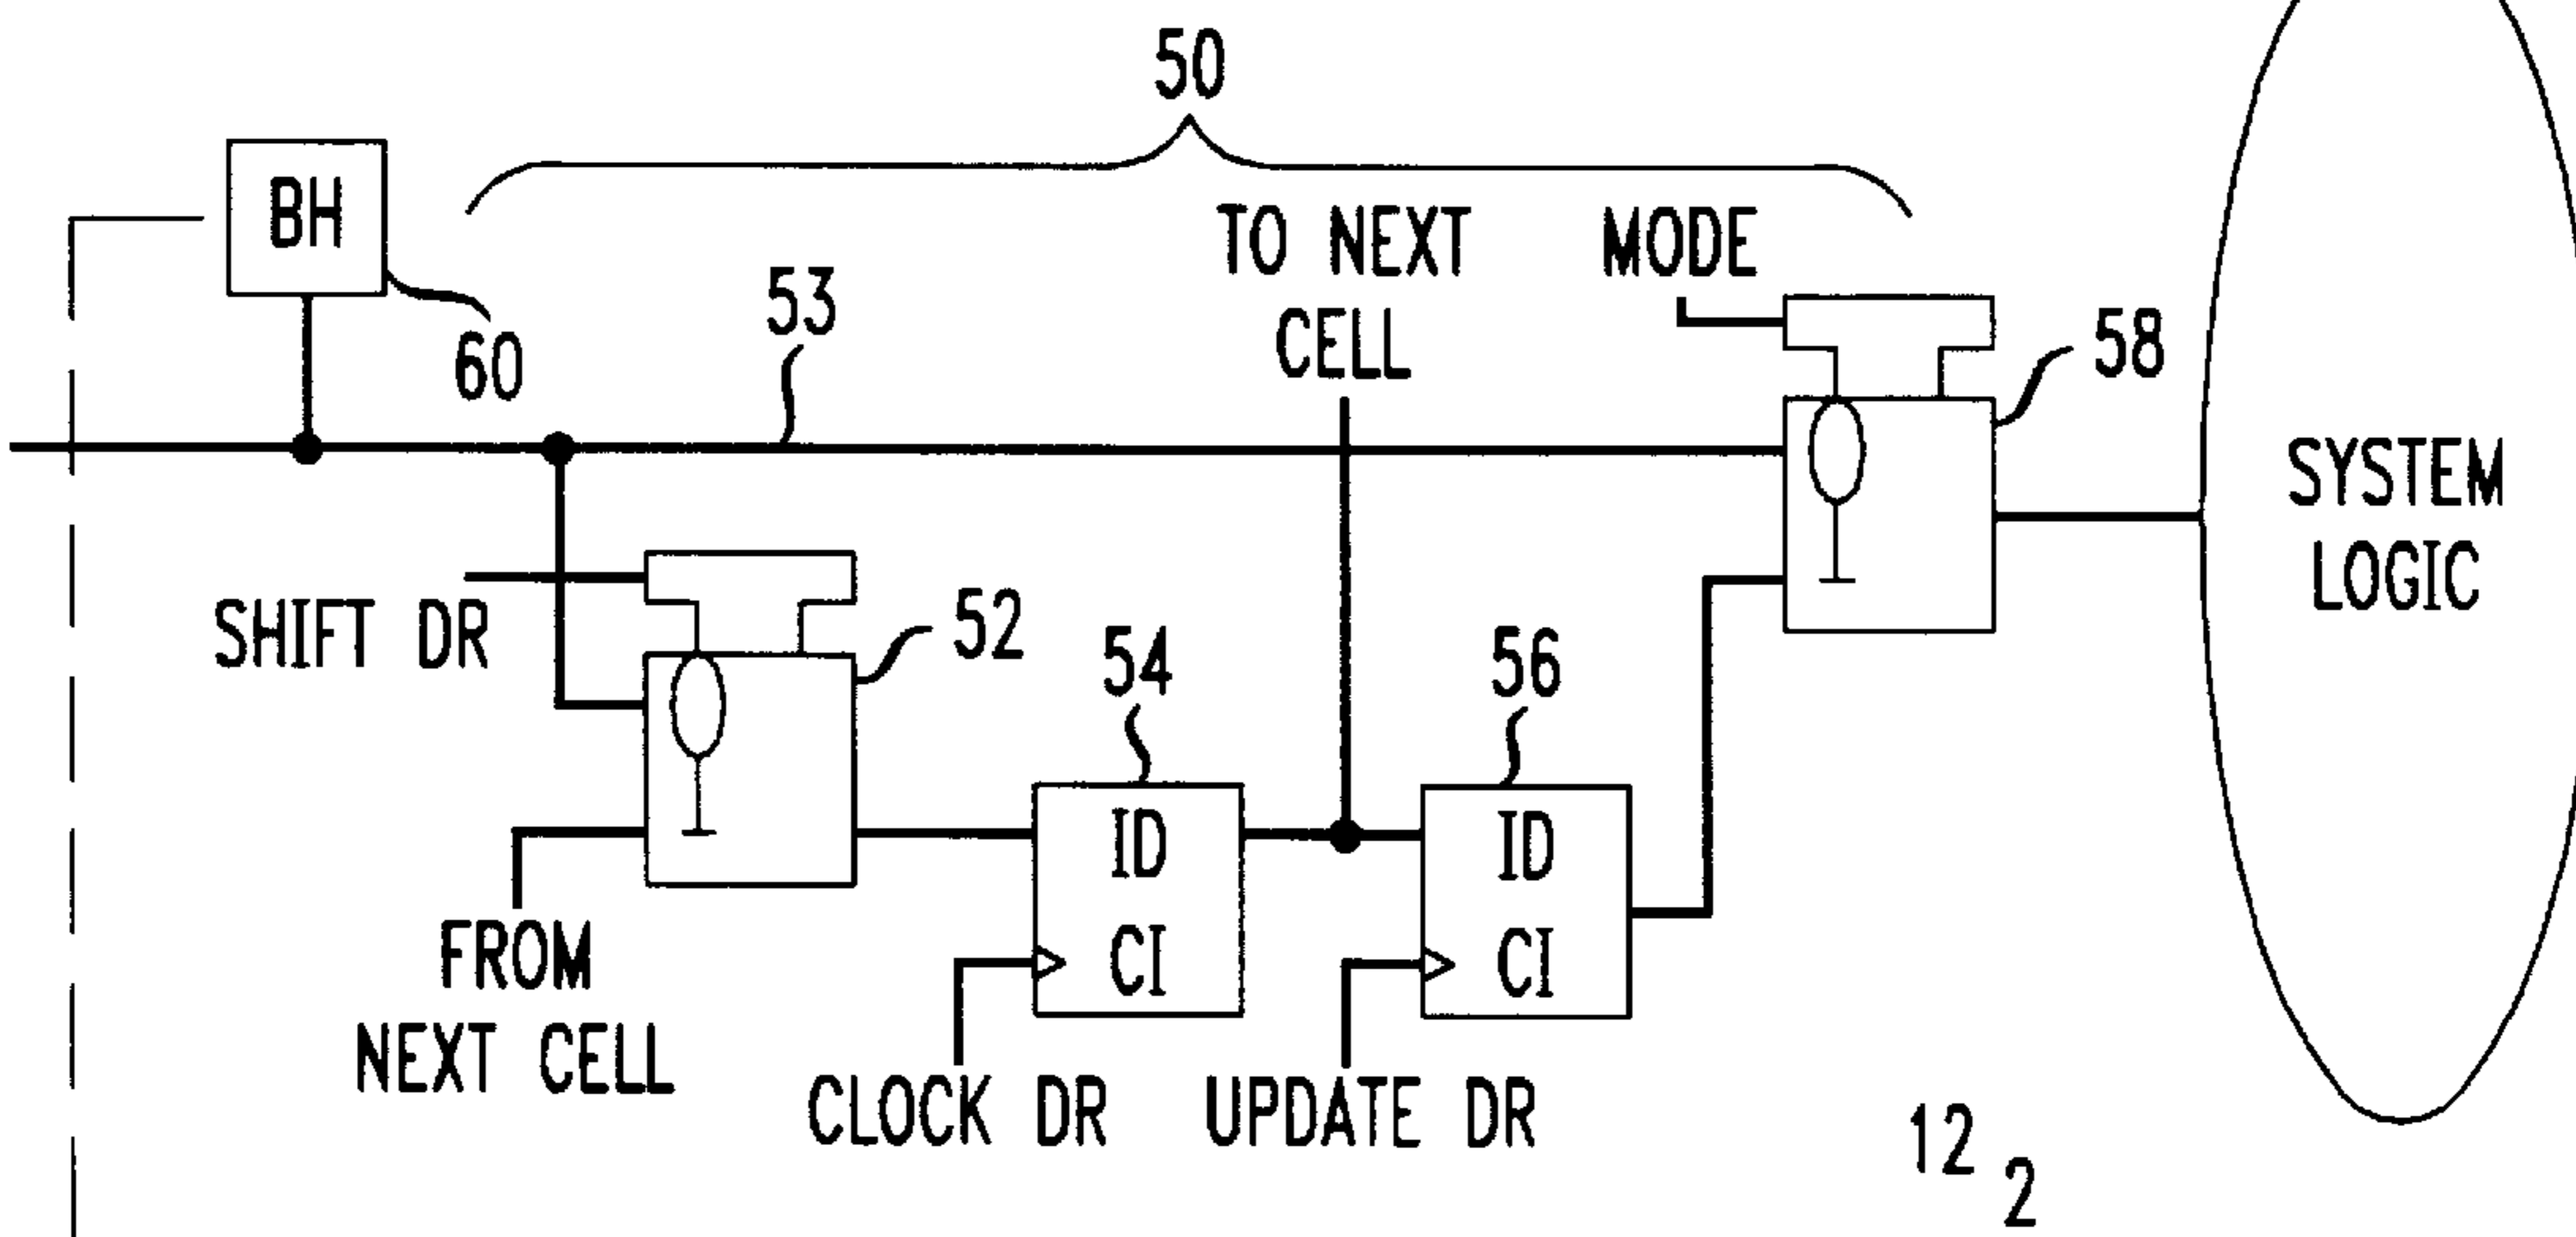 50
BH
60
53
TO NEXT
CELL
MODE
58
SYSTEM
LOGIC
SHIFT DR
52
54
56
ID
CI
ID
CI
FROM
NEXT CELL
CLOCK DR
UPDATE DR
12 2